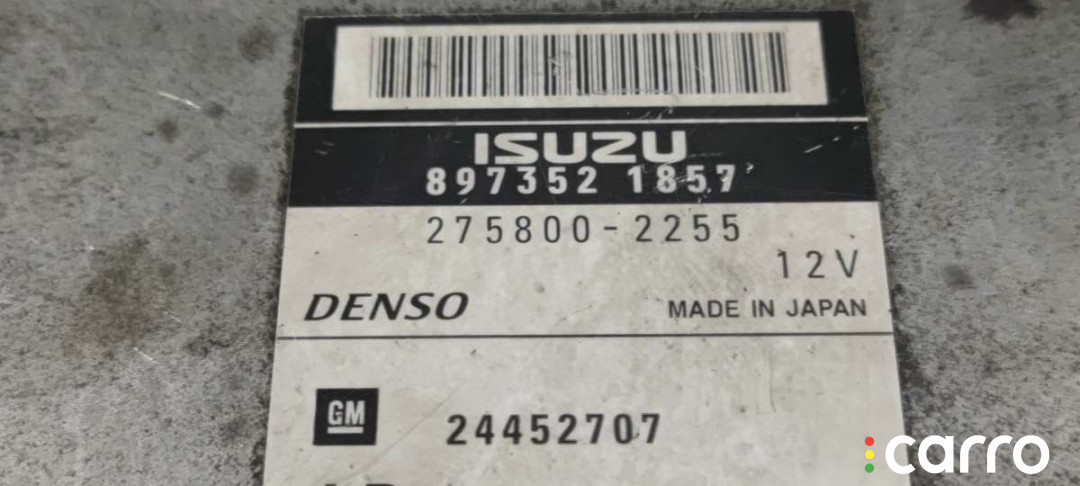 ISUZU
897352 1857
275800-2255
12V
DENSO
MADE IN JAPAN
GM
24452707
carro